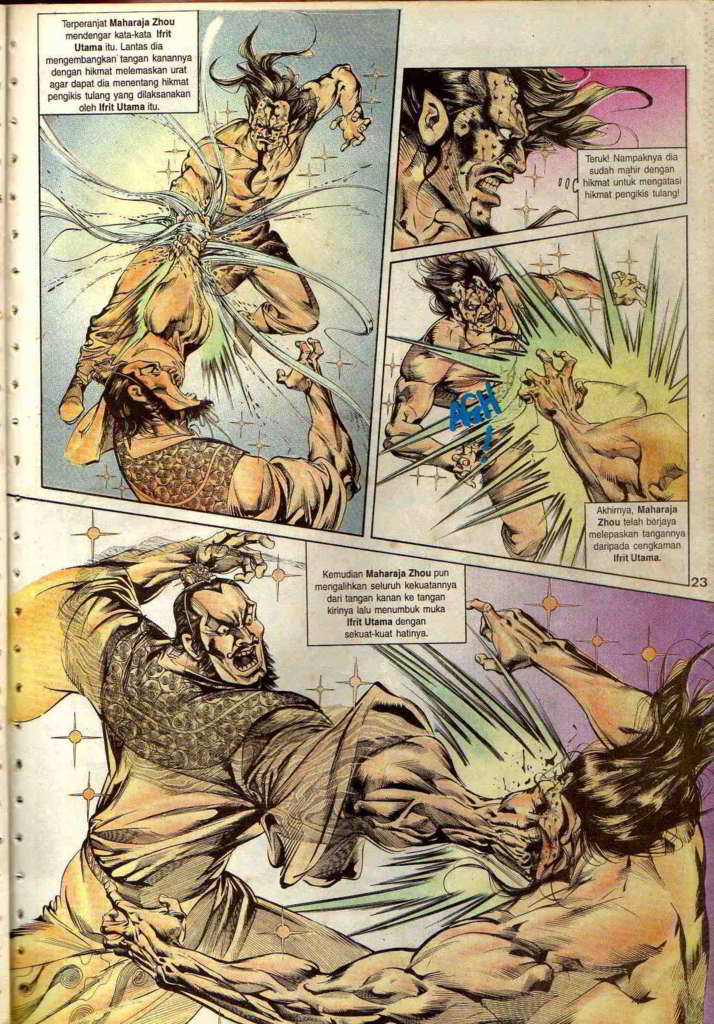 Terperanjat Maharaja Zhou
mendengar kata-kata Ifrit
Utama itu. Lantas dia
mengembangkan tangan kanannya
dengan hikmat melemaskan urat
agar dapat dia menentang hikmat
pengikis tulang yang dilaksanakan
oleh Ifrit Utama itu.
Teruk! Nampaknya dia
sudah mahir dengan
hikmat untuk mengatasi
hikmat pengikis tulang!
AGH
!
Akhirnya, Maharaja
Zhou telah berjaya
melepaskan tangannya
daripada cengkaman
Ifrit Utama.
23
Kemudian Maharaja Zhou pun
mengalihkan seluruh kekuatannya
dari tangan kanan ke tangan
kirinya lalu menumbuk muka
Ifrit Utama dengan
sekuat-kuat hatinya.